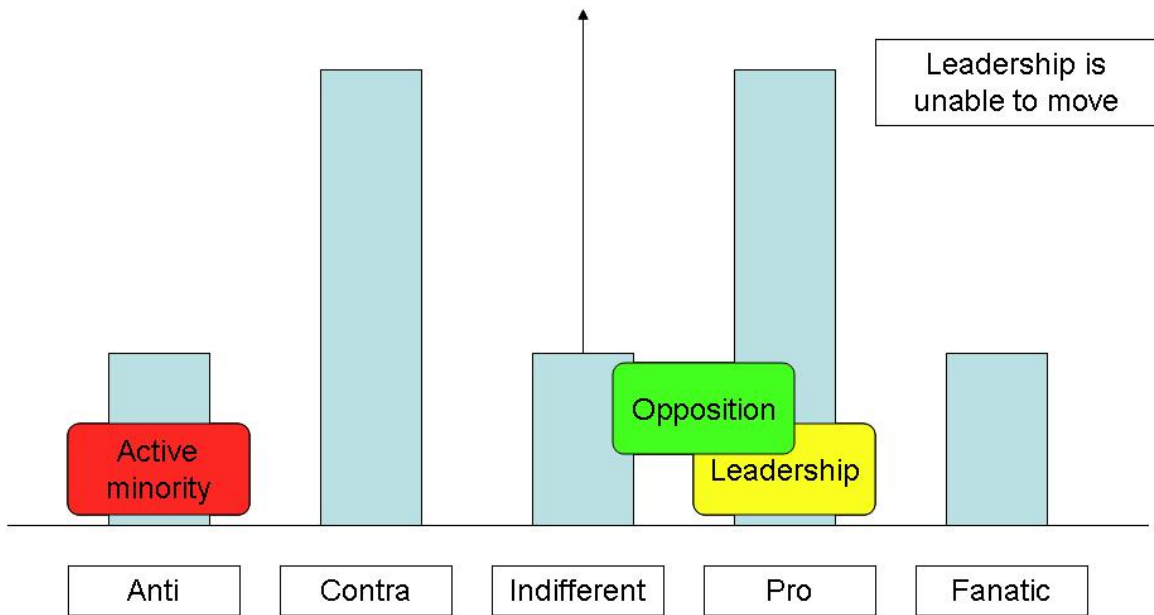 Leadership is
unable to move
Opposition
Active
minority
Leadership
Anti
Contra
Indifferent
Pro
Fanatic